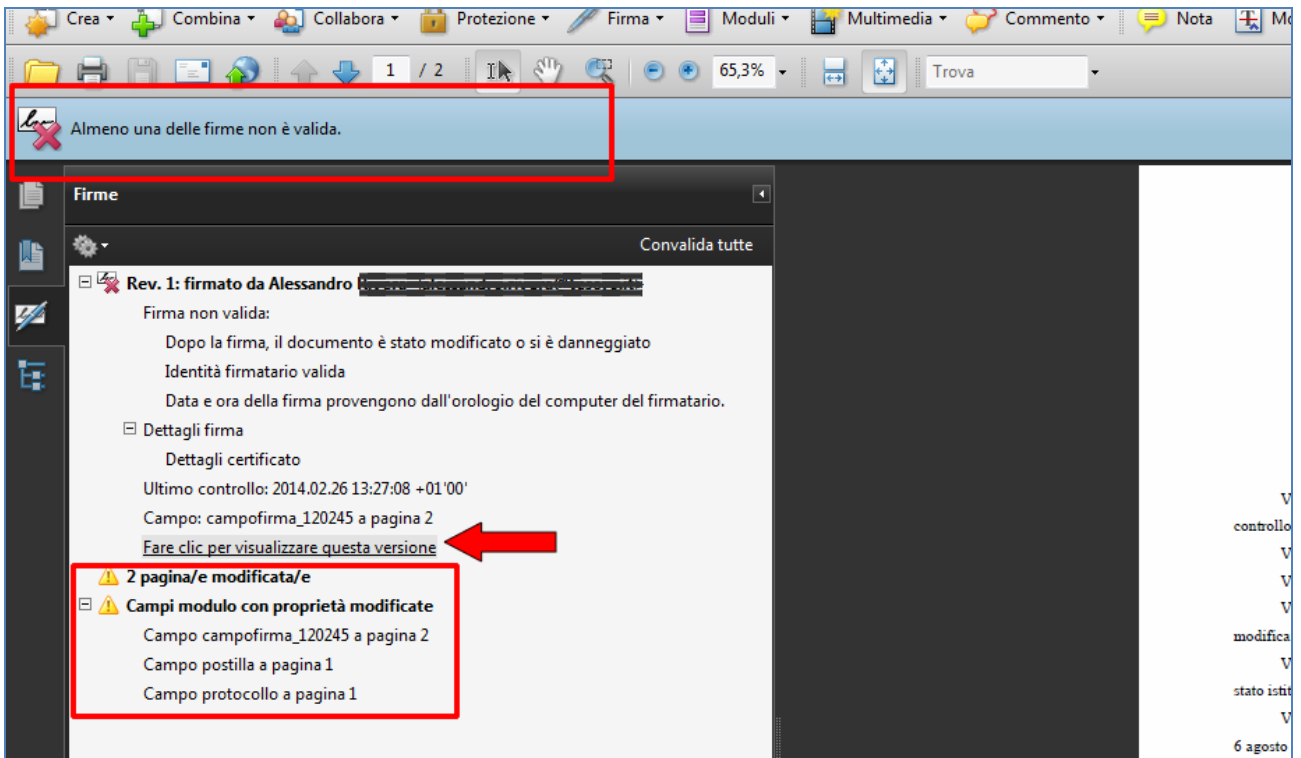 Crea Combina Collabora Protezione Firma Moduli Multimedia Commento Nota
1 / 2 65,3% Trova
Almeno una delle firme non è valida.
Firme
Convalida tutte
Rev. 1: firmato da Alessandro
Firma non valida:
Dopo la firma, il documento è stato modificato o si è danneggiato
Identità firmatario valida
Data e ora della firma provengono dall'orologio del computer del firmatario.
Dettagli firma
Dettagli certificato
Ultimo controllo: 2014.02.26 13:27:08 +01'00'
Campo: campofirma_120245 a pagina 2
Fare clic per visualizzare questa versione
2 pagina/e modificata/e
Campi modulo con proprietà modificate
Campo campofirma_120245 a pagina 2
Campo postilla a pagina 1
Campo protocollo a pagina 1
V
controllo
V
V
V
modifica
V
stato istit
V
6 agosto